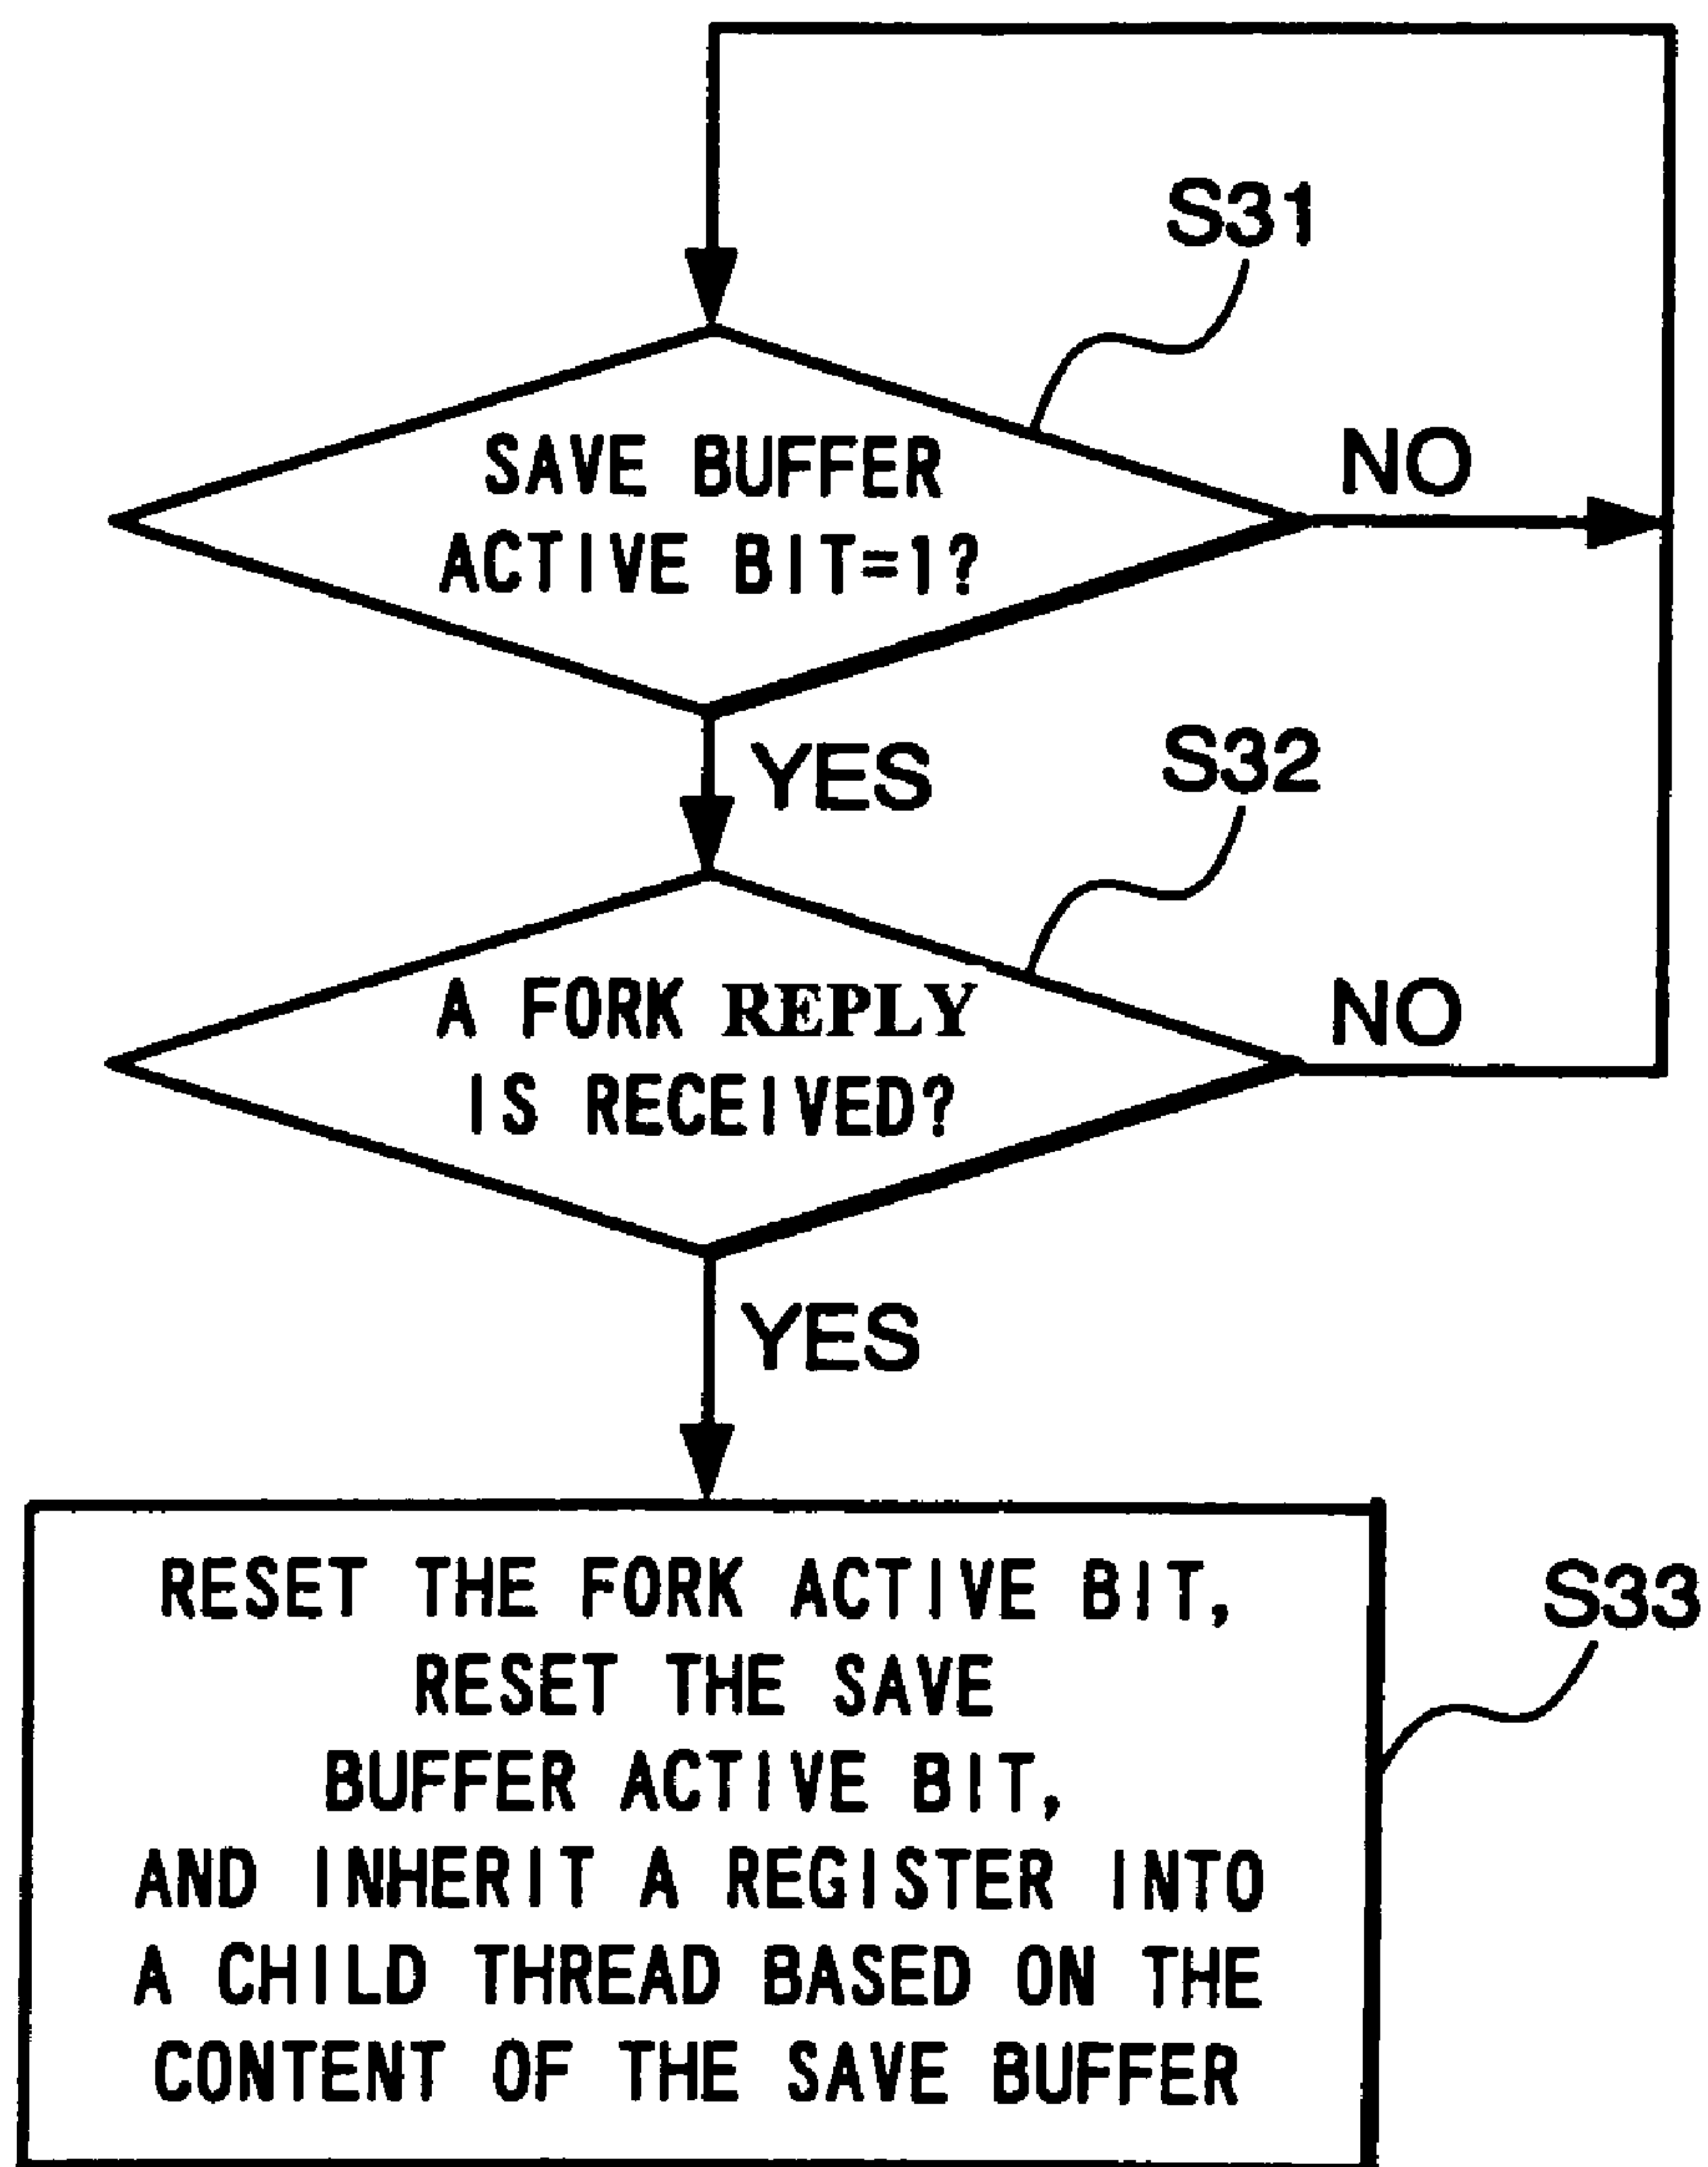 S31
SAVE BUFFER
ACTIVE BIT=1?
NO
YES
S32
A FORK REPLY
IS RECEIVED?
NO
YES
RESET THE FORK ACTIVE BIT,
RESET THE SAVE
BUFFER ACTIVE BIT,
AND INHERIT A REGISTER INTO
A CHILD THREAD BASED ON THE
CONTENT OF THE SAVE BUFFER
S33